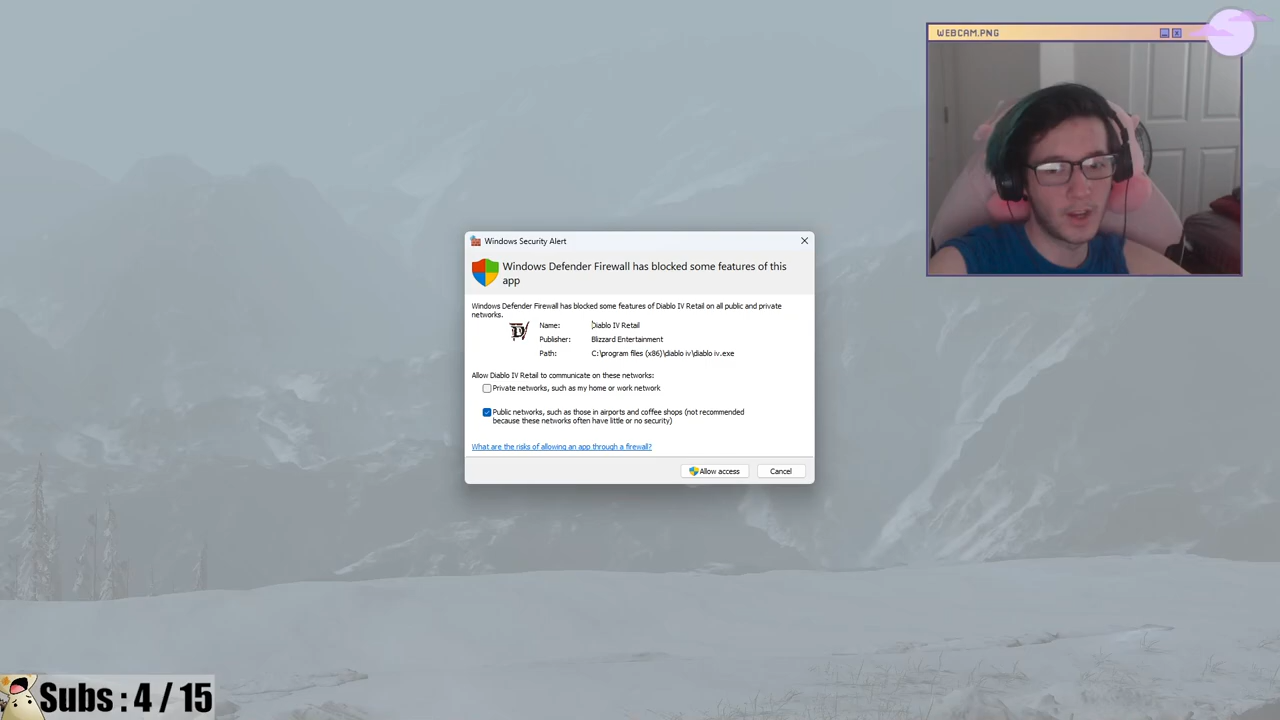 WEBCAM.PNG
Windows Security Alert
Windows Defender Firewall has blocked some features of this
app
Windows Defender Firewall has blocked some features of Diablo IV Retail on all public and private
networks.
Name: Diablo IV Retail
Publisher: Blizzard Entertainment
Path: C:\program files (x86)\diablo iv\diablo iv.exe
Allow Diablo IV Retail to communicate on these networks:
Private networks, such as my home or work network
Public networks, such as those in airports and coffee shops (not recommended
because these networks often have little or no security)
What are the risks of allowing an app through a firewall?
Allow access
Cancel
Subs : 4 / 15